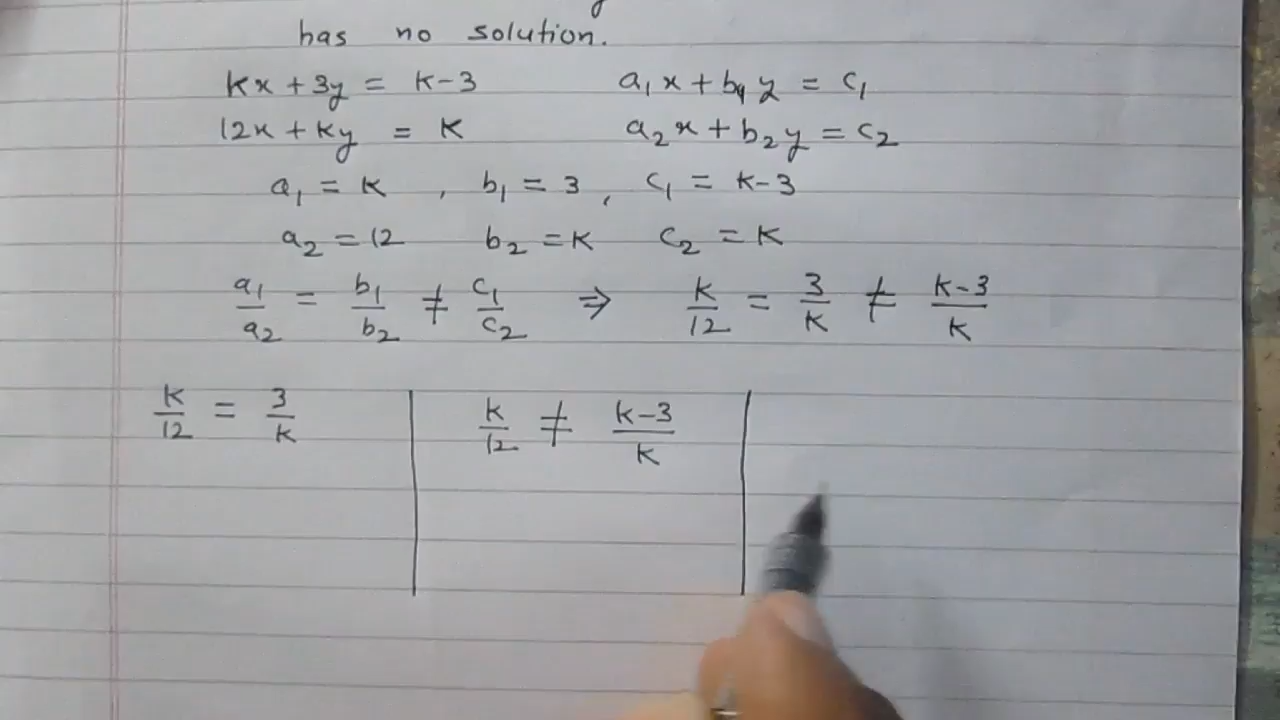 has no solution.
kx + 3y = k-3 a₁x + b₁y = c₁
12x + ky = k a₂x + b₂y = c₂
a₁ = k , b₁ = 3 , c₁ = k-3
a₂ = 12 b₂ = k c₂ = k
a₁/a₂ = b₁/b₂ ≠ c₁/c₂ ⇒ k/12 = 3/k ≠ k-3/k
k/12 = 3/k
k/12 ≠ k-3/k